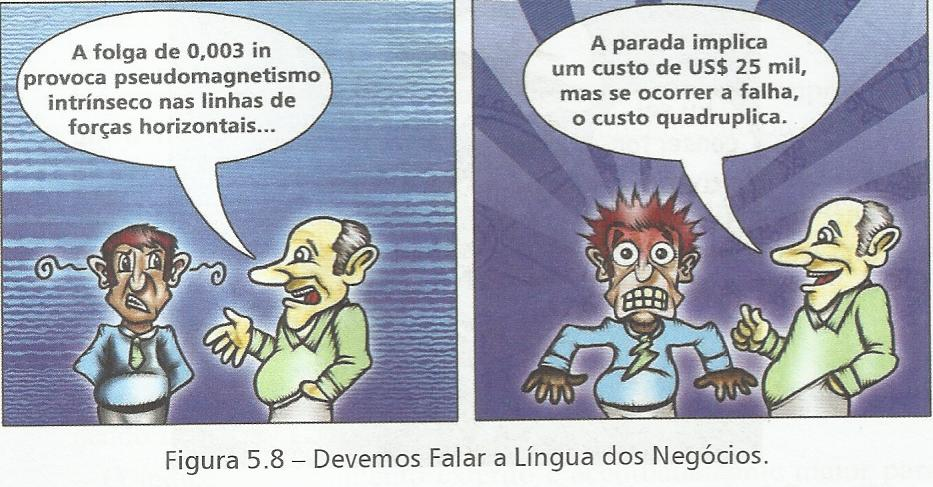 A folga de 0,003 in
provoca pseudomagnetismo
intrínseco nas linhas de
forças horizontais...
A parada implica
um custo de US$ 25 mil,
mas se ocorrer a falha,
o custo quadruplica.
Figura 5.8 – Devemos Falar a Língua dos Negócios.